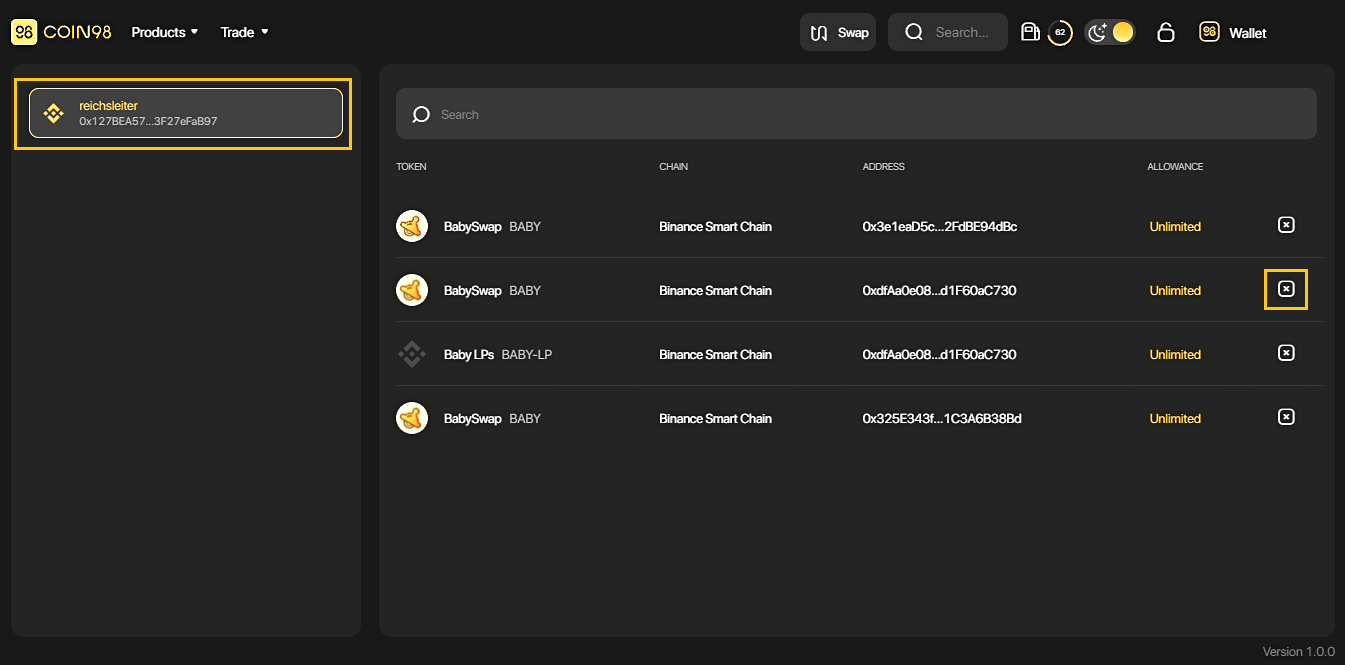 98 COIN98 Products Trade Swap Search... 62 98 Wallet
reichsleiter
0x127BEA57...3F27eFaB97
Search
TOKEN CHAIN ADDRESS ALLOWANCE
BabySwap BABY Binance Smart Chain 0x3e1eaD5c...2FdBE94dBc Unlimited
BabySwap BABY Binance Smart Chain 0xdfAa0e08...d1F60aC730 Unlimited
Baby LPs BABY-LP Binance Smart Chain 0xdfAa0e08...d1F60aC730 Unlimited
BabySwap BABY Binance Smart Chain 0x325E343f...1C3A6B38Bd Unlimited
Version 1.0.0